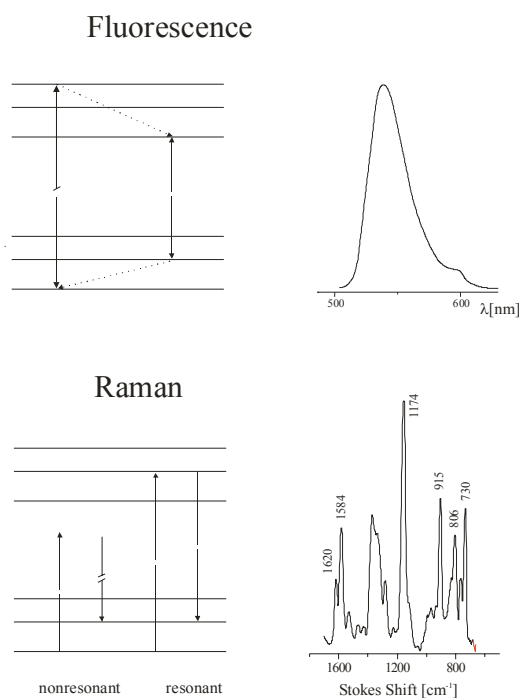 Fluorescence
500 600
λ[nm]
Raman
1620
1584
1174
915
806
730
1600 1200 800
nonresonant resonant
Stokes Shift [cm⁻¹]